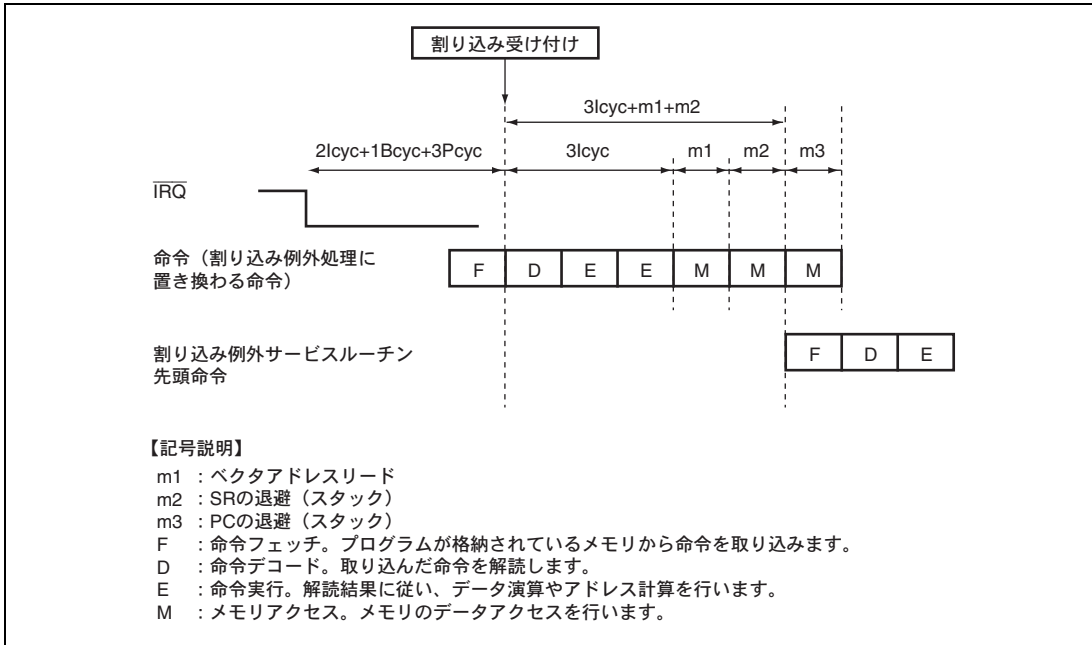 割り込み受け付け
3Icyc+m1+m2
2Icyc+1Bcyc+3Pcyc
3Icyc
m1
m2
m3
IRQ
命令（割り込み例外処理に
置き換わる命令）
F D E E M M M
割り込み例外サービスルーチン
先頭命令
F D E
【記号説明】
m1 ：ベクタアドレスリード
m2 ：SRの退避（スタック）
m3 ：PCの退避（スタック）
F ：命令フェッチ。プログラムが格納されているメモリから命令を取り込みます。
D ：命令デコード。取り込んだ命令を解読します。
E ：命令実行。解読結果に従い、データ演算やアドレス計算を行います。
M ：メモリアクセス。メモリのデータアクセスを行います。